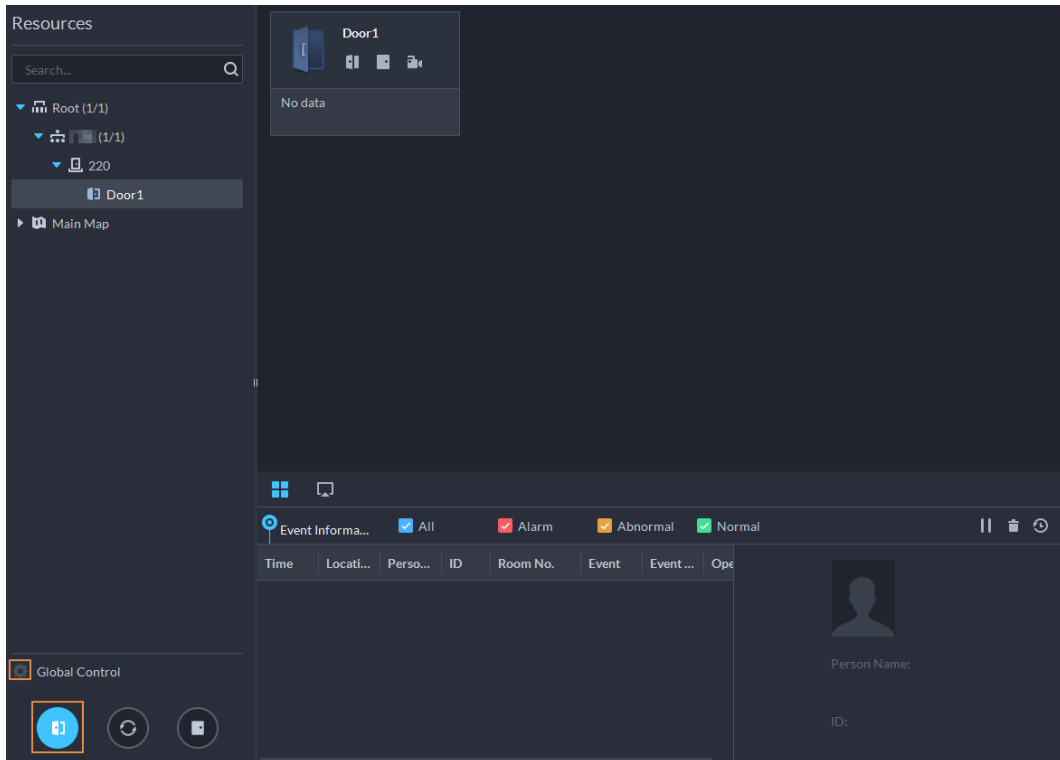 Resources
Search...
Root (1/1)
(1/1)
220
Door1
Main Map
Global Control
Door1
No data
Event Informa...
All
Alarm
Abnormal
Normal
Time Locati... Perso... ID Room No. Event Event ... Ope
Person Name:
ID: